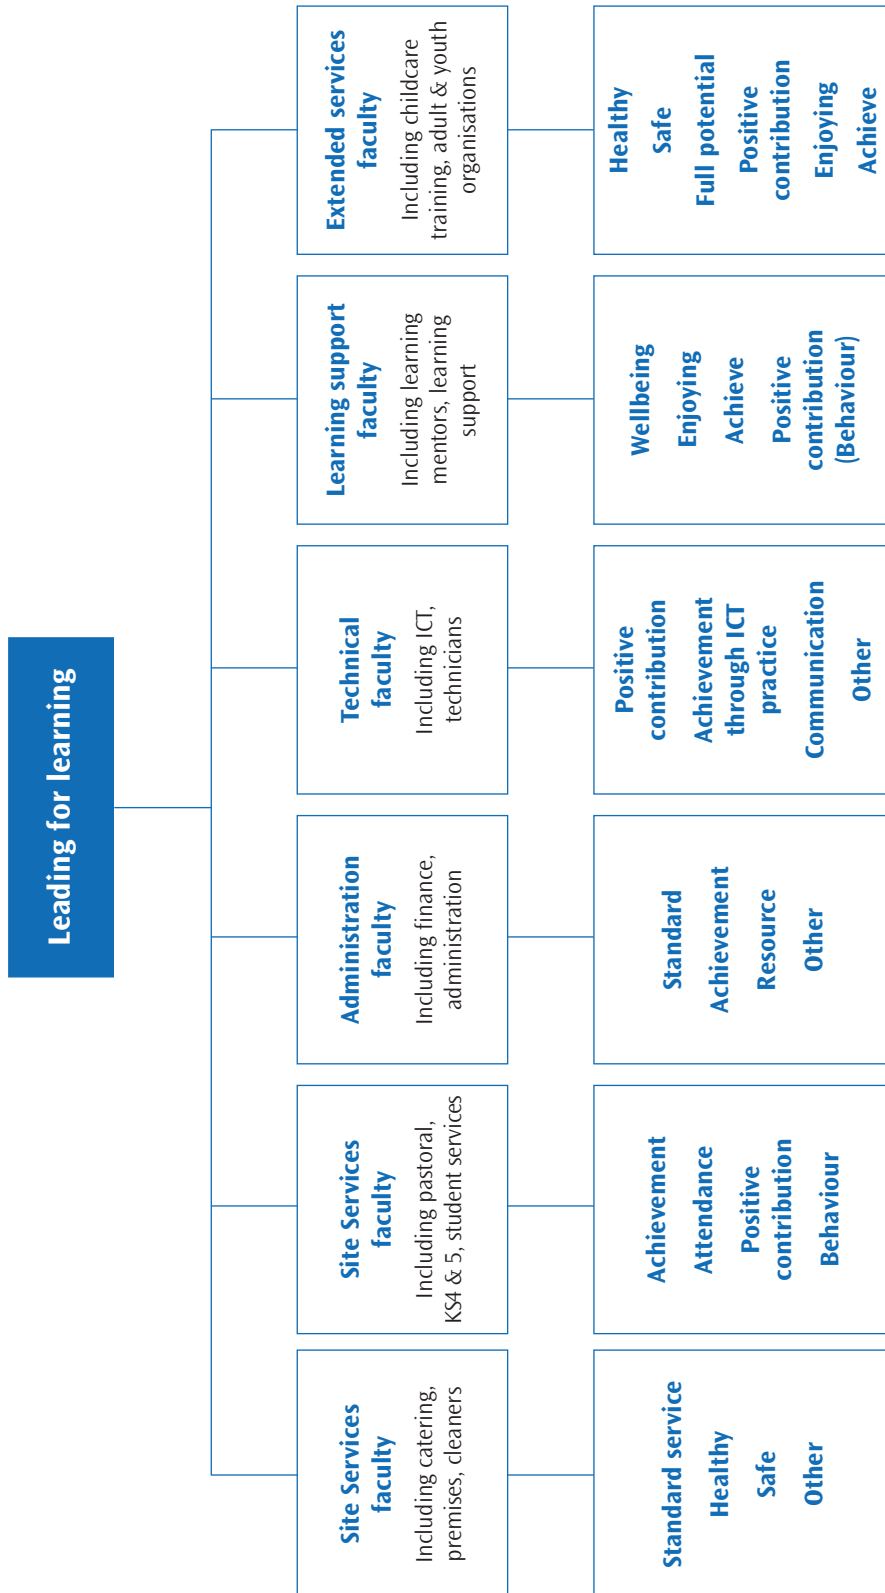 Leading for learning
Site Services
faculty
Including catering,
premises, cleaners
Site Services
faculty
Including pastoral,
KS4 & 5, student services
Administration
faculty
Including finance,
administration
Technical
faculty
Including ICT,
technicians
Learning support
faculty
Including learning
mentors, learning
support
Extended services
faculty
Including childcare
training, adult & youth
organisations
Standard service
Healthy
Safe
Other
Achievement
Attendance
Positive
contribution
Behaviour
Standard
Achievement
Resource
Other
Positive
contribution
Achievement
through ICT
practice
Communication
Other
Wellbeing
Enjoying
Achieve
Positive
contribution
(Behaviour)
Healthy
Safe
Full potential
Positive
contribution
Enjoying
Achieve